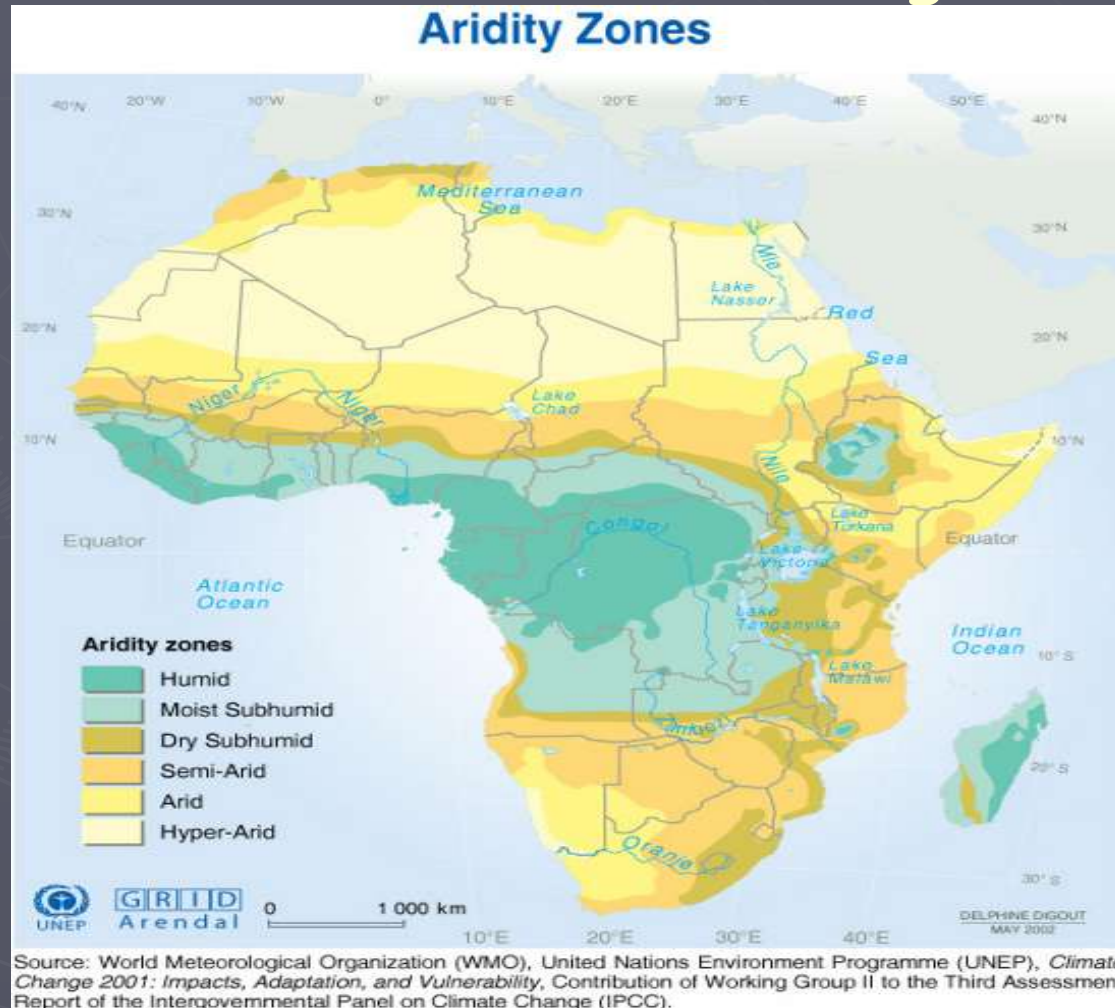 Aridity Zones
40°N
20°W
10°W
0°
10°E
20°E
30°E
40°E
50°E
40°N
Mediterranean
Sea
30°N
30°N
Nile
Lake
Nasser
Red
20°N
20°N
Sea
Niger
Niger
Lake
Chad
10°N
10°N
Nile
Lake
Turkana
Congo
Equator
Equator
Lake
Victoria
Atlantic
Ocean
Lake
Tanganyika
Indian
Ocean
10° S
Lake
Malawi
Aridity zones
Humid
Moist Subhumid
Dry Subhumid
Semi-Arid
Arid
Hyper-Arid
Zambezi
20° S
Oranje
30° S
UNEP
GRID
Arendal
0
1 000 km
10°E
20°E
30°E
40°E
DELPHINE DIGOUT
MAY 2002
Source: World Meteorological Organization (WMO), United Nations Environment Programme (UNEP), Climate
Change 2001: Impacts, Adaptation, and Vulnerability, Contribution of Working Group II to the Third Assessment
Report of the Intergovernmental Panel on Climate Change (IPCC).